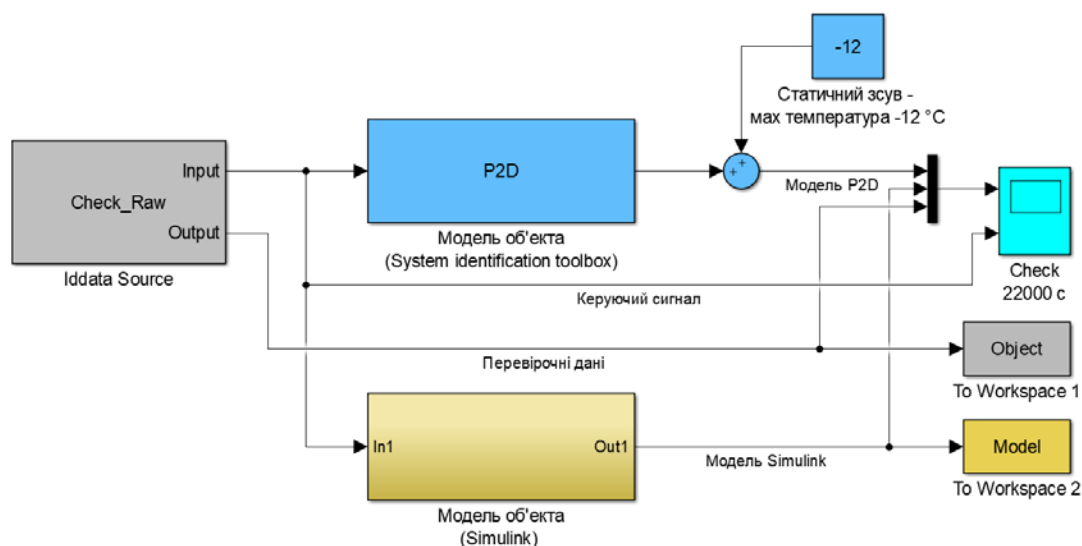 -12
Статичний зсув -
мах температура -12 °С
Input
Check_Raw
Output
Iddata Source
P2D
Модель об'екта
(System identification toolbox)
+
+
Модель P2D
Check
22000 с
Керуючий сигнал
Перевірочні дані
Object
To Workspace 1
In1
Out1
Модель об'екта
(Simulink)
Модель Simulink
Model
To Workspace 2